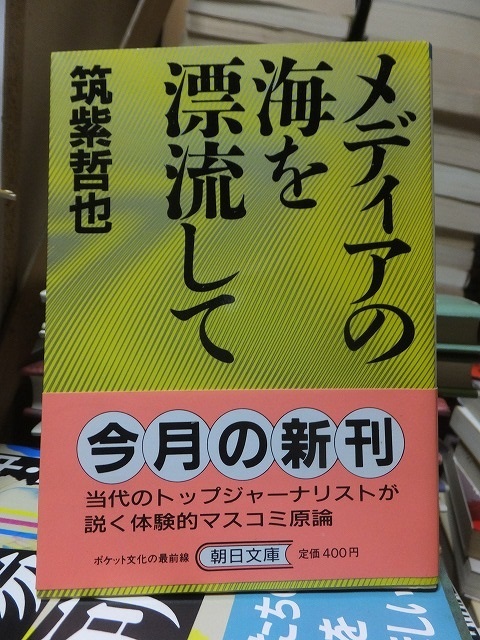 メディアの
海を
漂流して
筑紫哲也
今月の新刊
当代のトップジャーナリストが
説く体験的マスコミ原論
ポケット文化の最前線 朝日文庫 定価400円